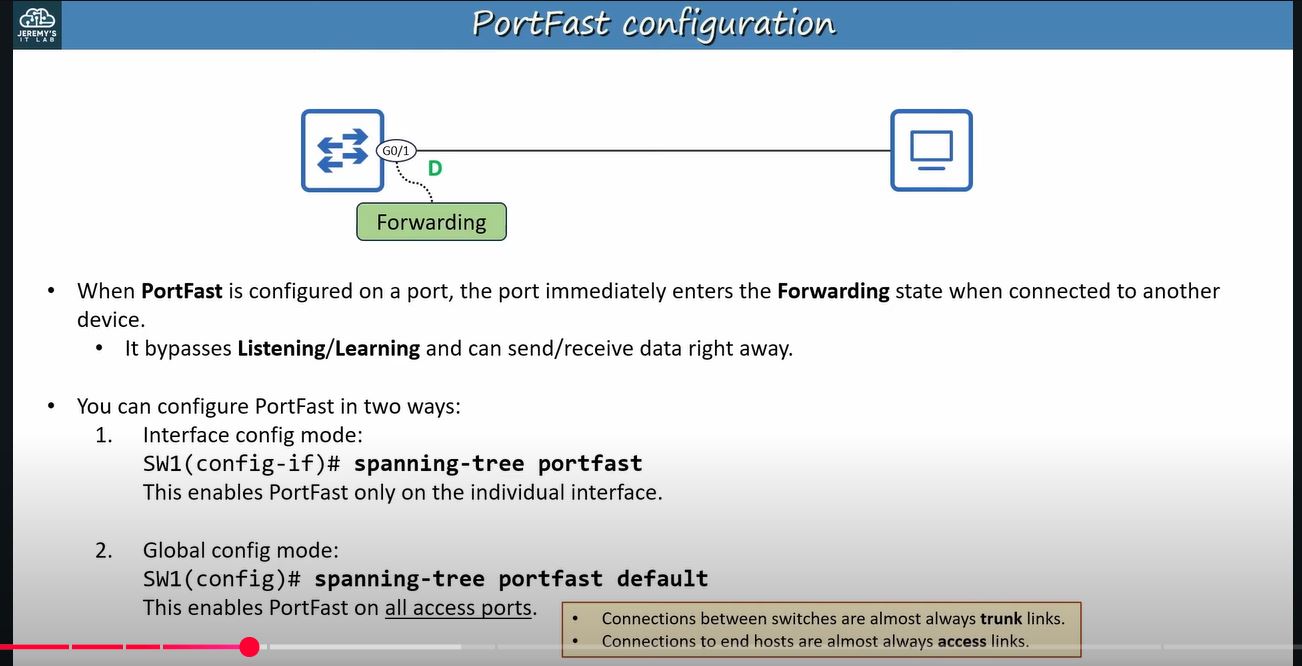 JEREMY'S
IT LAB
PortFast configuration
G0/1
D
Forwarding
• When PortFast is configured on a port, the port immediately enters the Forwarding state when connected to another
device.
• It bypasses Listening/Learning and can send/receive data right away.
• You can configure PortFast in two ways:
1. Interface config mode:
SW1(config-if)# spanning-tree portfast
This enables PortFast only on the individual interface.
2. Global config mode:
SW1(config)# spanning-tree portfast default
This enables PortFast on all access ports.
• Connections between switches are almost always trunk links.
• Connections to end hosts are almost always access links.